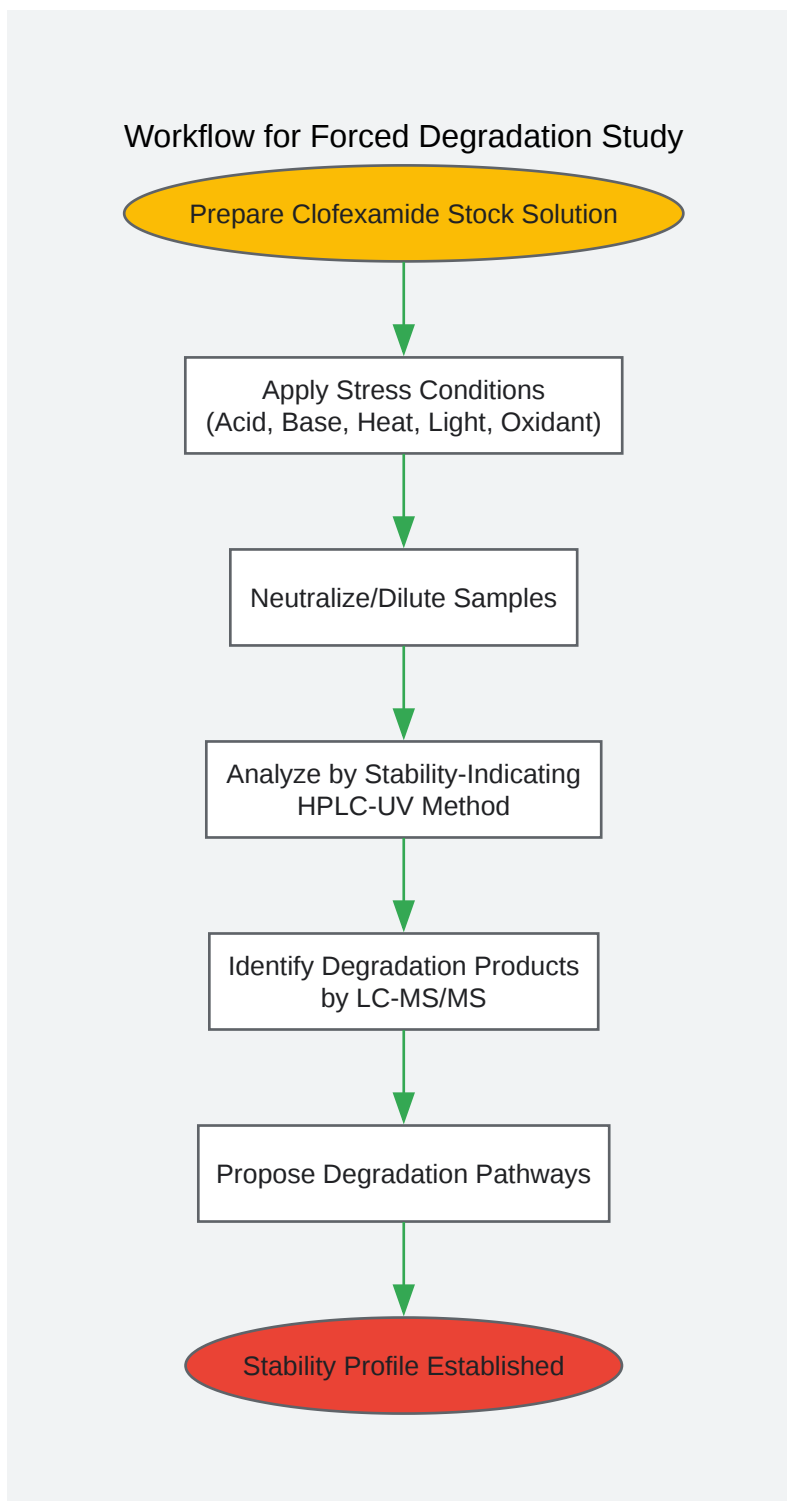 Workflow for Forced Degradation Study
Prepare Clofexamide Stock Solution
Apply Stress Conditions
(Acid, Base, Heat, Light, Oxidant)
Neutralize/Dilute Samples
Analyze by Stability-Indicating
HPLC-UV Method
Identify Degradation Products
by LC-MS/MS
Propose Degradation Pathways
Stability Profile Established